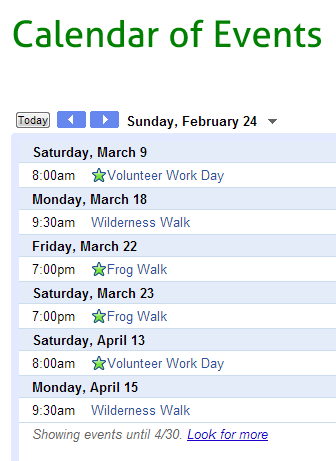 Calendar of Events
Today Sunday, February 24
Saturday, March 9
8:00am Volunteer Work Day
Monday, March 18
9:30am Wilderness Walk
Friday, March 22
7:00pm Frog Walk
Saturday, March 23
7:00pm Frog Walk
Saturday, April 13
8:00am Volunteer Work Day
Monday, April 15
9:30am Wilderness Walk
Showing events until 4/30. Look for more